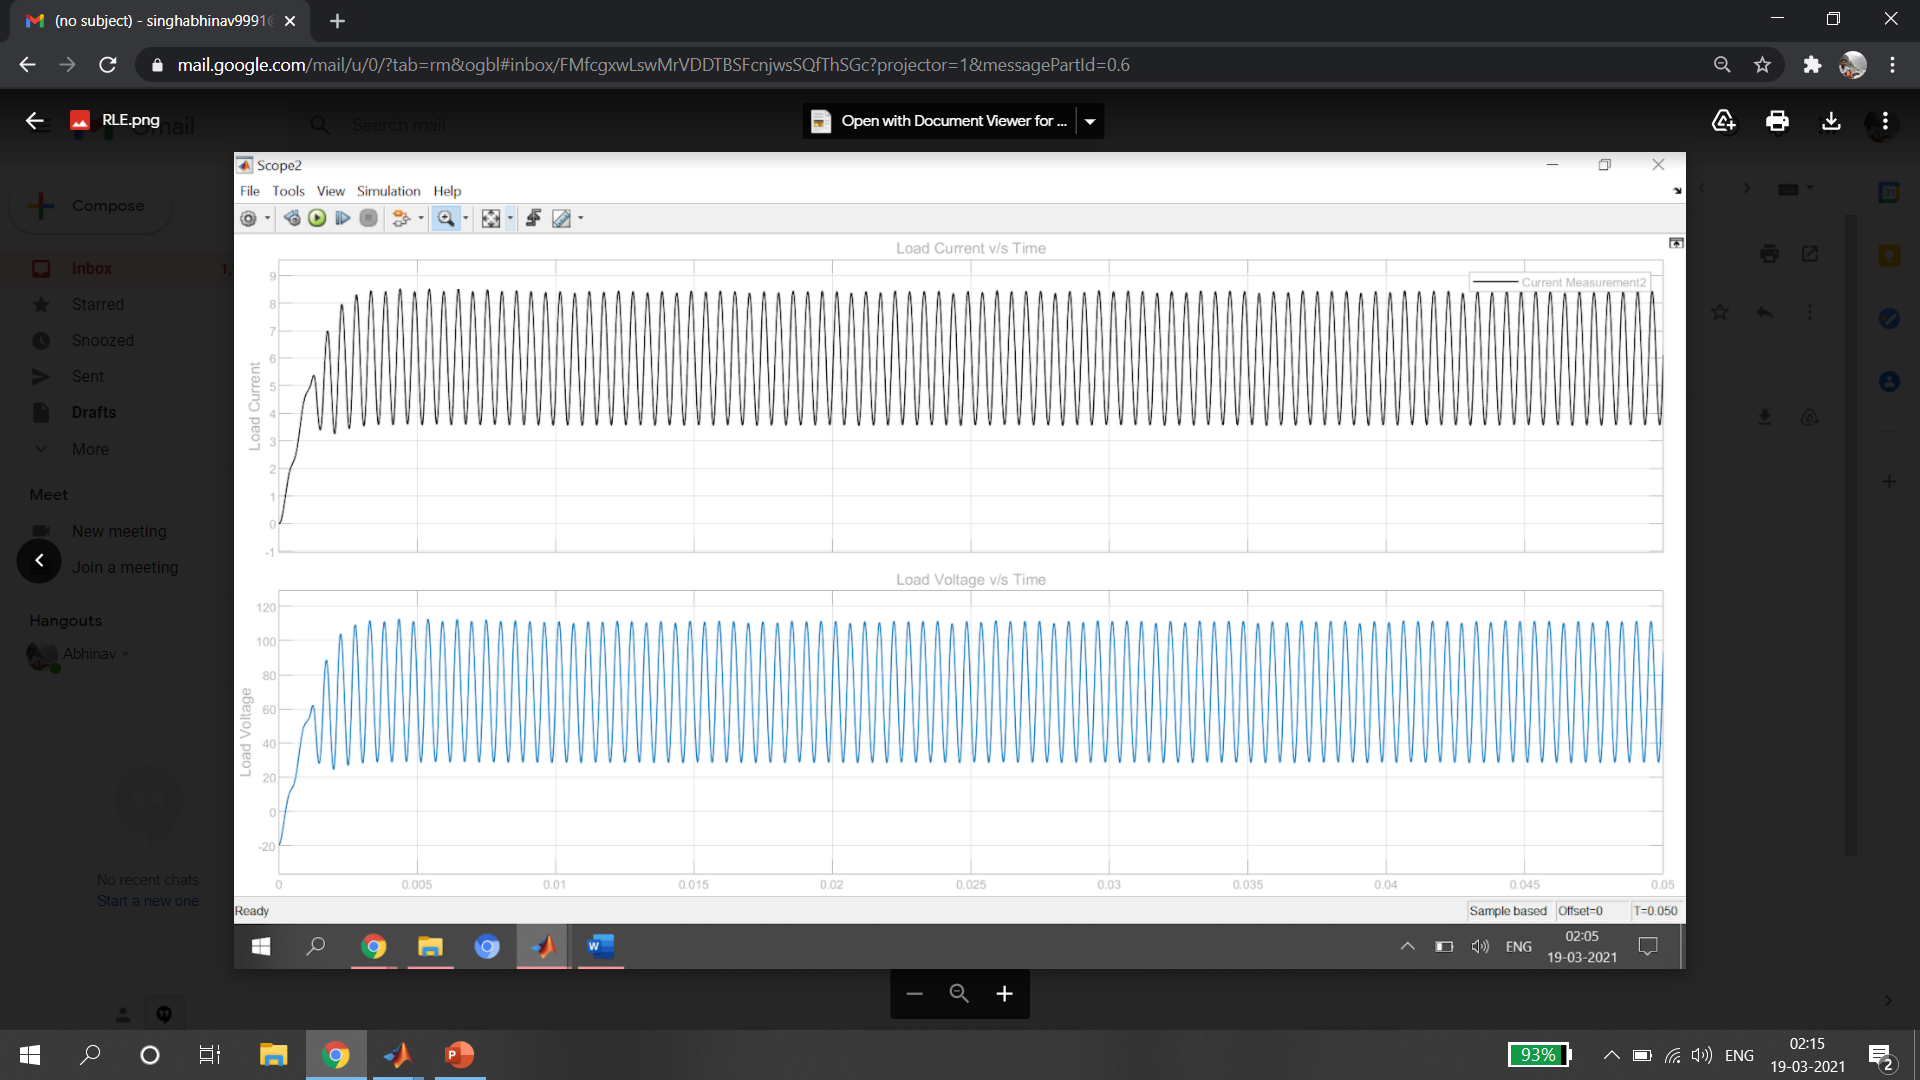 (no subject) - singhabhinav9991@
mail.google.com/mail/u/0/?tab=rm&ogbl#inbox/FMfcgxwLswMrVDDTBSFcnjwsSQfThSGc?projector=1&messagePartId=0.6
RLE.png
Search mail
Open with Document Viewer for ...
Compose
Inbox
1,
Starred
Snoozed
Sent
Drafts
More
Meet
New meeting
Join a meeting
Hangouts
Abhinav
No recent chats
Start a new one
Scope2
File Tools View Simulation Help
Load Current v/s Time
Current Measurement2
Load Current
9
8
7
6
5
4
3
2
1
0
-1
Load Voltage v/s Time
Load Voltage
120
100
80
60
40
20
0
-20
0 0.005 0.01 0.015 0.02 0.025 0.03 0.035 0.04 0.045 0.05
Ready
Sample based Offset=0 T=0.050
ENG
02:05
19-03-2021
93%
ENG
02:15
19-03-2021
2